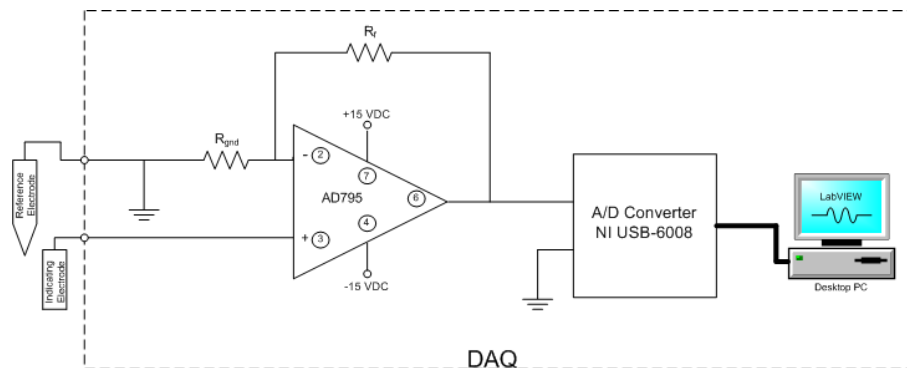 Rf
+15 VDC
Rgnd
- 2
7
AD795
6
4
+ 3
-15 VDC
Reference
Electrode
Indicating
Electrode
A/D Converter
NI USB-6008
LabVIEW
Desktop PC
DAQ